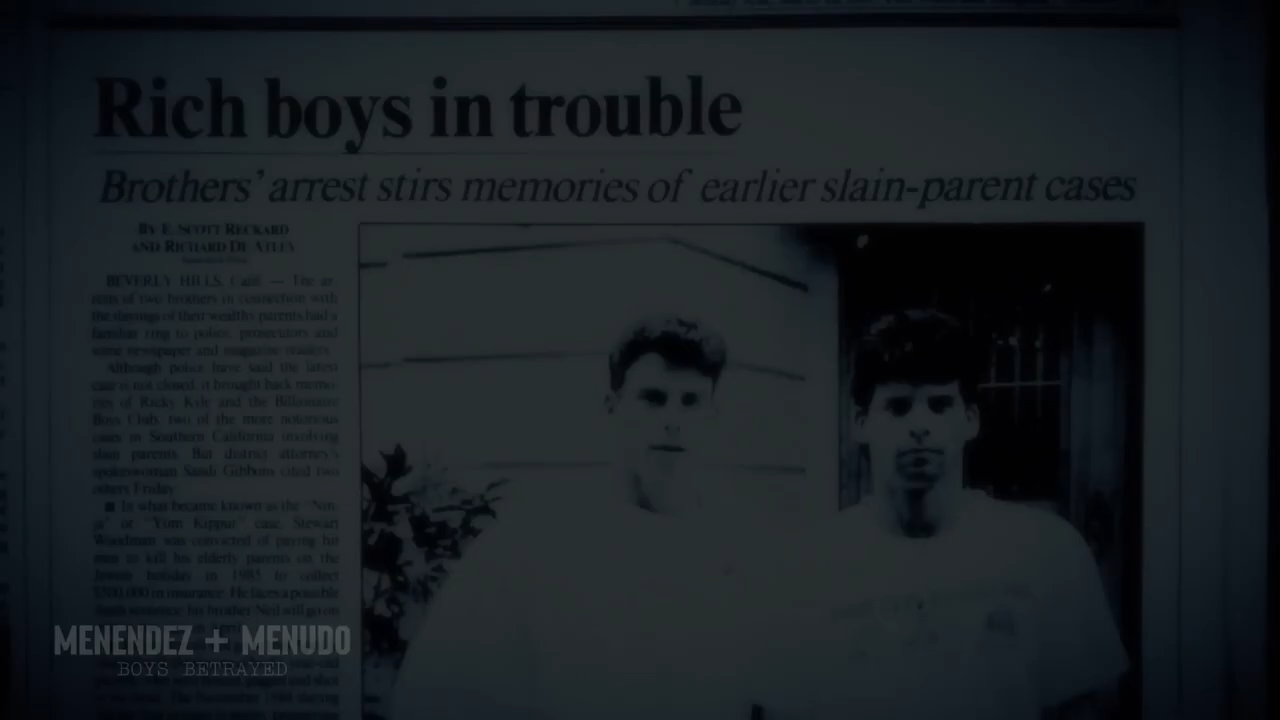 Rich boys in trouble
Brothers' arrest stirs memories of earlier slain-parent cases
BY E. SCOTT RECKARD
AND RICHARD DE ATLEY
BEVERLY HILLS, Calif. — The ar-
rests of two brothers in connection with
the slayings of their wealthy parents had a
familiar ring to police, prosecutors and
some newspaper and magazine readers.
Although police have said the latest
case is not closed, it brought back memo-
ries of Ricky Kyle and the Billionaire
Boys Club, two of the more notorious
cases in Southern California involving
slain parents. But district attorney's
spokeswoman Sandi Gibbons cited two
others Friday.
■ In what became known as the "Nin-
ja" or "Yom Kippur" case, Stewart
Woodman was convicted of paying hit
men to kill his elderly parents on the
Jewish holiday in 1985 to collect
$500,000 in insurance. He faces a possible
death sentence; his brother Neil will go on
MENENDEZ + MENUDO
BOYS BETRAYED